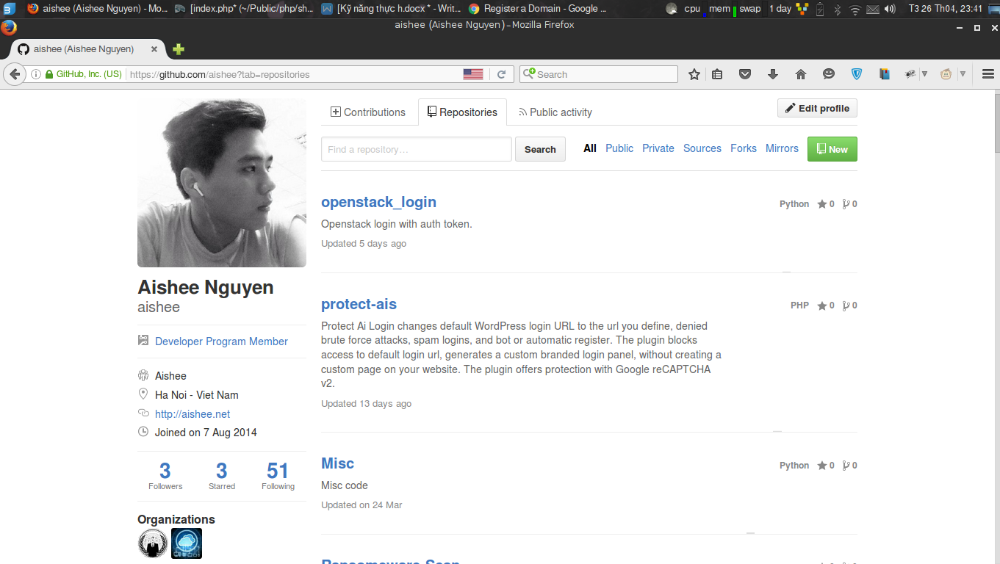 aishee (Aishee Nguyen) - Mo...
[index.php* (~/Public/php/sh...
[Kỹ năng thực h.docx * - Writ...
Register a Domain - Google ...
cpu
mem
swap
1 day
T3 26 Th04, 23:41
aishee (Aishee Nguyen) - Mozilla Firefox
aishee (Aishee Nguyen)
GitHub, Inc. (US)
https://github.com/aishee?tab=repositories
Search
Contributions
Repositories
Public activity
Edit profile
Find a repository…
Search
All
Public
Private
Sources
Forks
Mirrors
New
openstack_login
Python
0
0
Openstack login with auth token.
Updated 5 days ago
Aishee Nguyen
aishee
Developer Program Member
Aishee
Ha Noi - Viet Nam
http://aishee.net
Joined on 7 Aug 2014
3
Followers
3
Starred
51
Following
Organizations
protect-ais
PHP
0
0
Protect Ai Login changes default WordPress login URL to the url you define, denied
brute force attacks, spam logins, and bot or automatic register. The plugin blocks
access to default login url, generates a custom branded login panel, without creating a
custom page on your website. The plugin offers protection with Google reCAPTCHA
v2.
Updated 13 days ago
Misc
Python
0
0
Misc code
Updated on 24 Mar